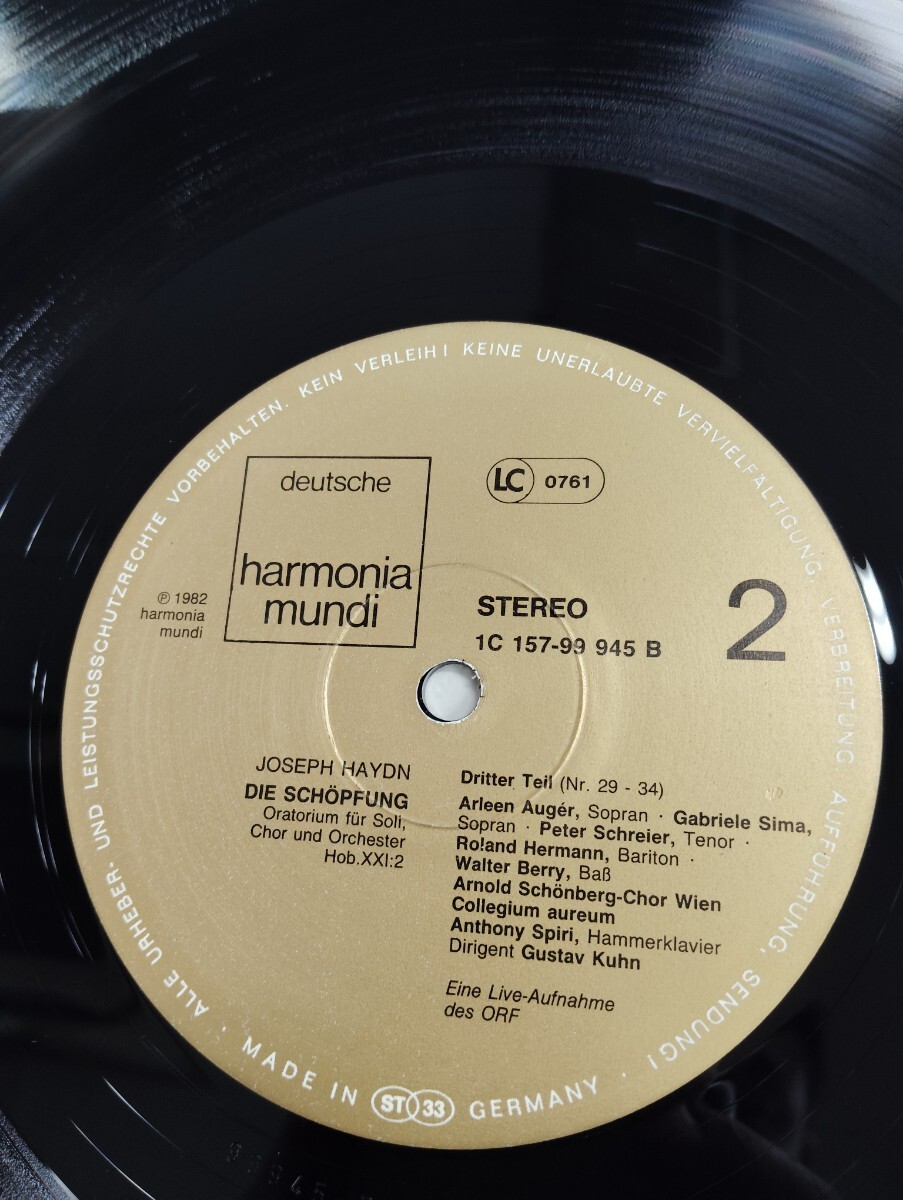 ALLE URHEBER- UND LEISTUNGSSCHUTZRECHTE VORBEHALTEN. KEIN VERLEIH! KEINE UNERLAUBTE VERVIELFÄLTIGUNG, VERBREITUNG AUFFÜHRUNG, SENDUNG!
deutsche
harmonia
mundi
LC 0761
℗ 1982
harmonia
mundi
STEREO
1C 157-99 945 B
2
JOSEPH HAYDN
DIE SCHÖPFUNG
Oratorium für Soli,
Chor und Orchester
Hob.XXI:2
Dritter Teil (Nr. 29 - 34)
Arleen Augér, Sopran · Gabriele Sima,
Sopran · Peter Schreier, Tenor ·
Roland Hermann, Bariton ·
Walter Berry, Baß
Arnold Schönberg-Chor Wien
Collegium aureum
Anthony Spiri, Hammerklavier
Dirigent Gustav Kuhn
Eine Live-Aufnahme
des ORF
· MADE IN ST 33 GERMANY ·